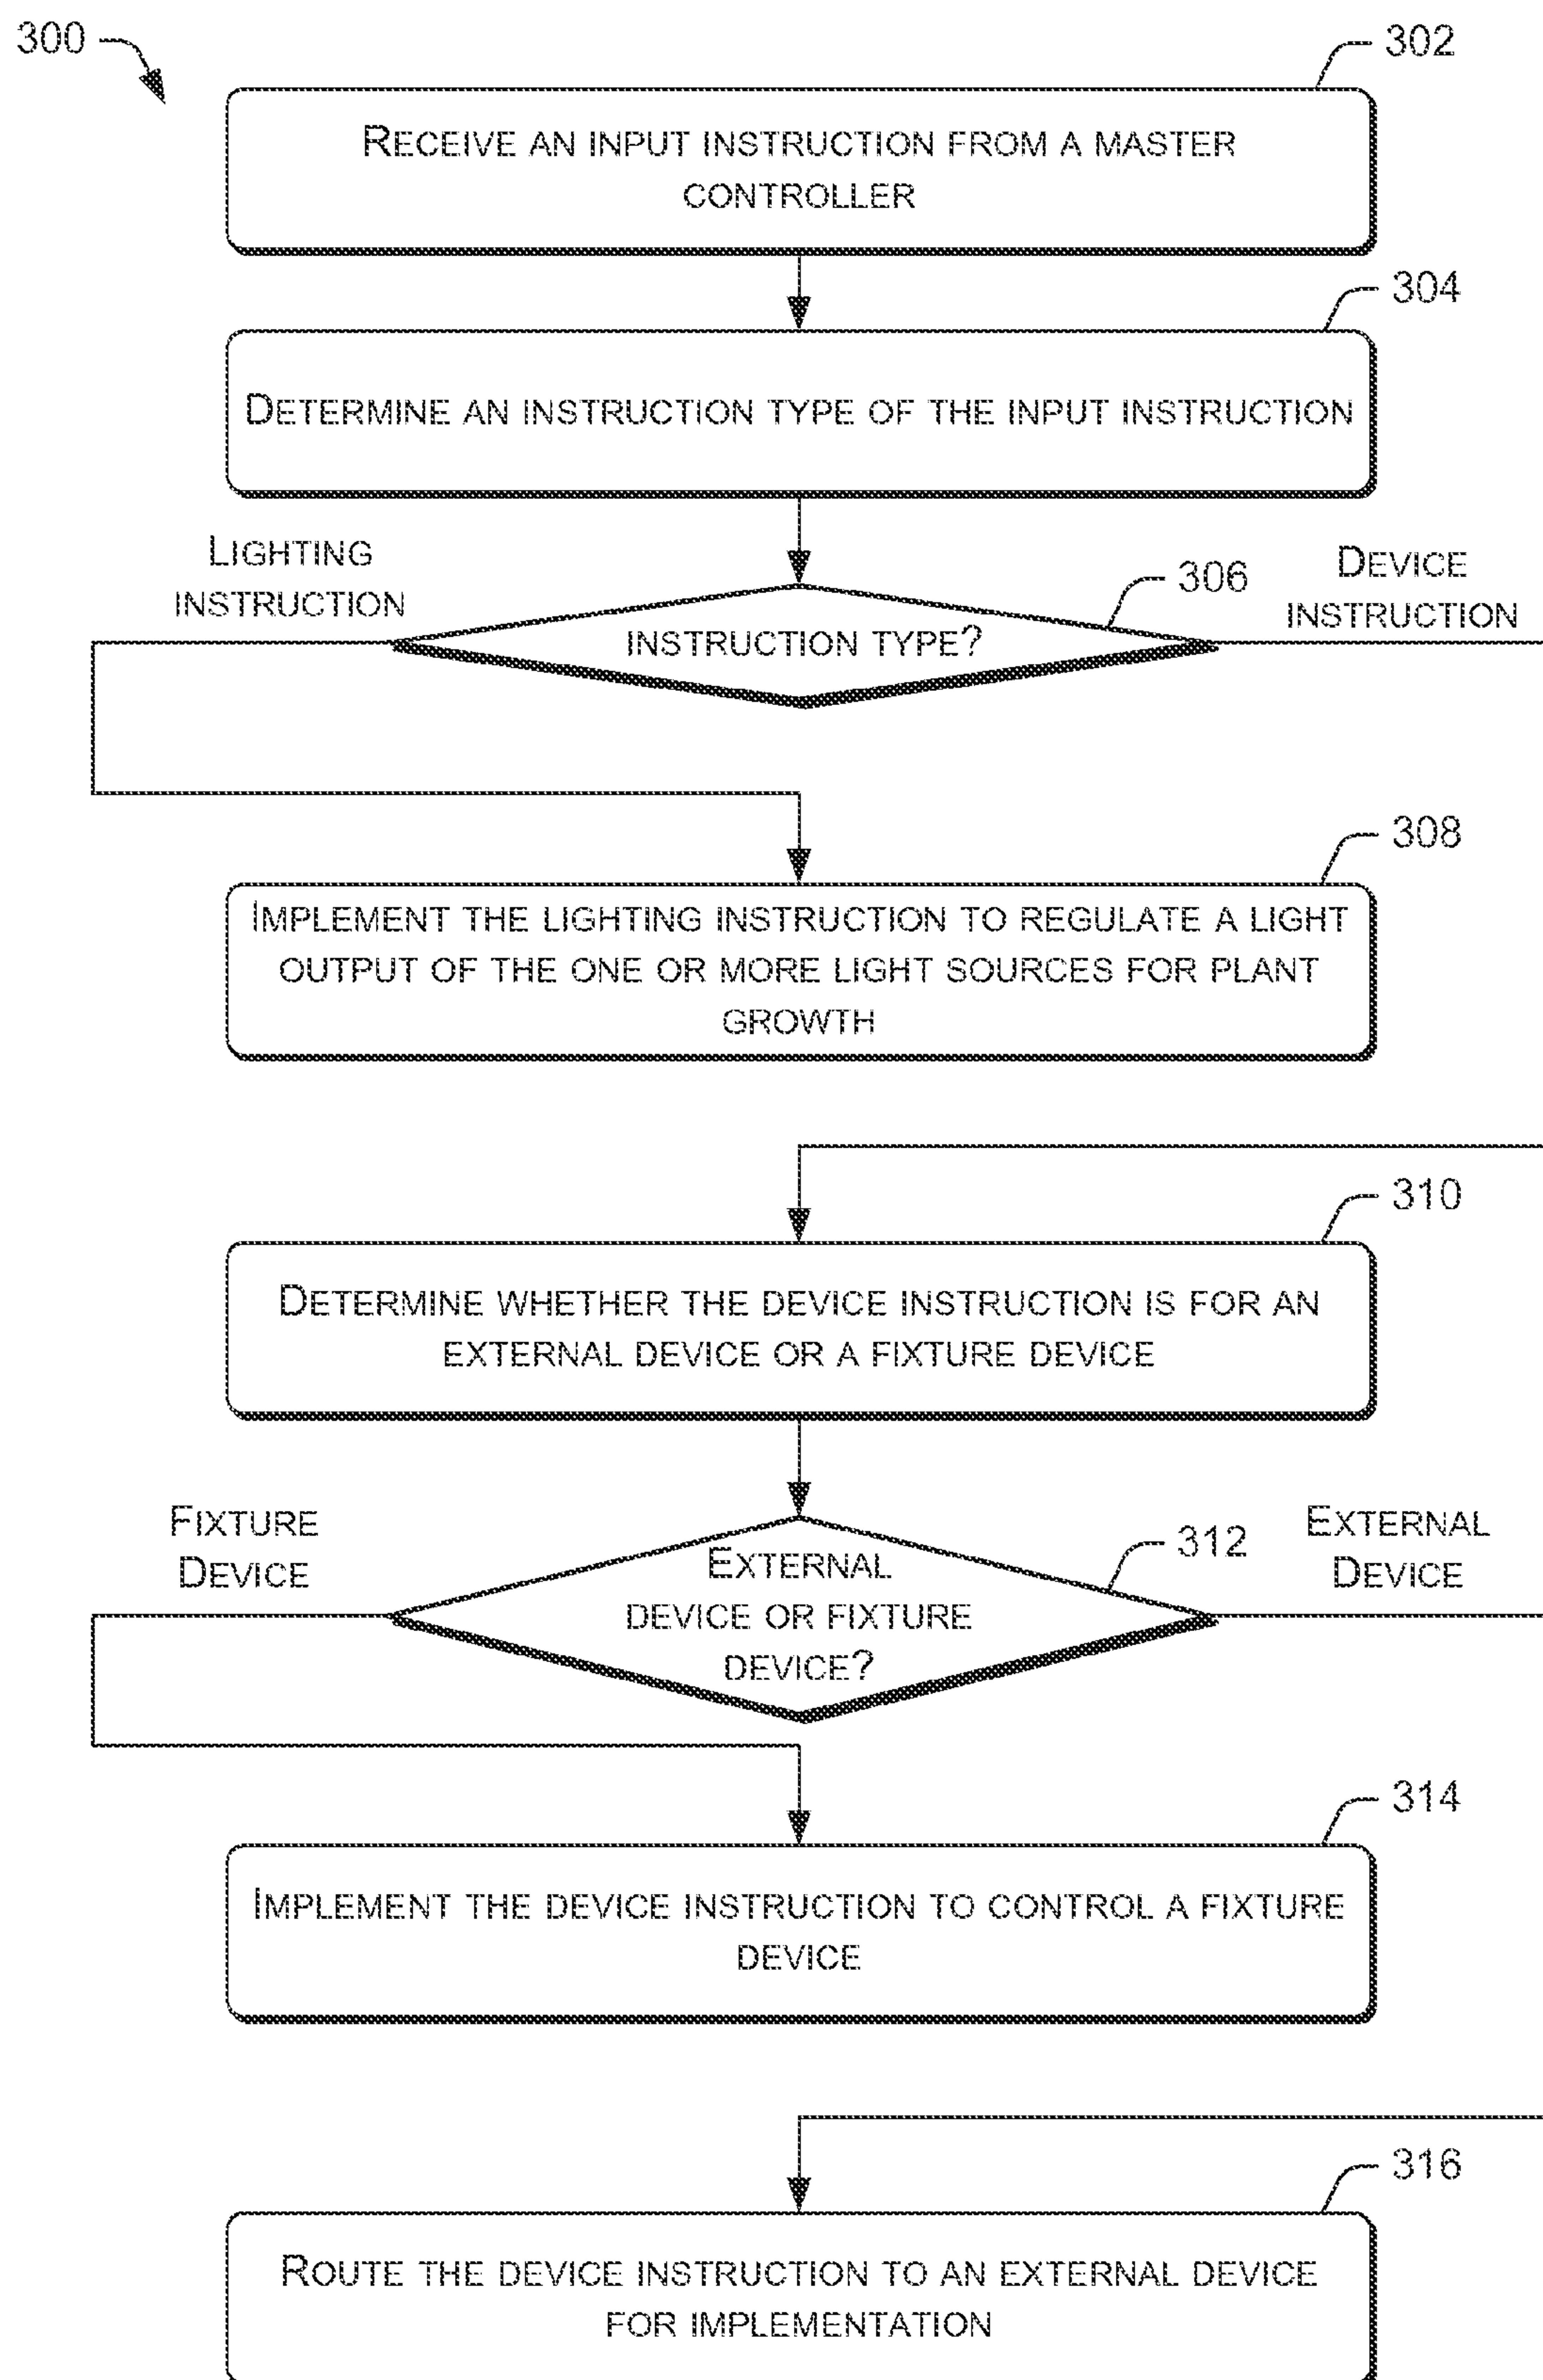 300
302
RECEIVE AN INPUT INSTRUCTION FROM A MASTER
CONTROLLER
304
DETERMINE AN INSTRUCTION TYPE OF THE INPUT INSTRUCTION
LIGHTING
INSTRUCTION
306
DEVICE
INSTRUCTION
INSTRUCTION TYPE?
308
IMPLEMENT THE LIGHTING INSTRUCTION TO REGULATE A LIGHT
OUTPUT OF THE ONE OR MORE LIGHT SOURCES FOR PLANT
GROWTH
310
DETERMINE WHETHER THE DEVICE INSTRUCTION IS FOR AN
EXTERNAL DEVICE OR A FIXTURE DEVICE
FIXTURE
DEVICE
312
EXTERNAL
DEVICE
EXTERNAL
DEVICE OR FIXTURE
DEVICE?
314
IMPLEMENT THE DEVICE INSTRUCTION TO CONTROL A FIXTURE
DEVICE
316
ROUTE THE DEVICE INSTRUCTION TO AN EXTERNAL DEVICE
FOR IMPLEMENTATION